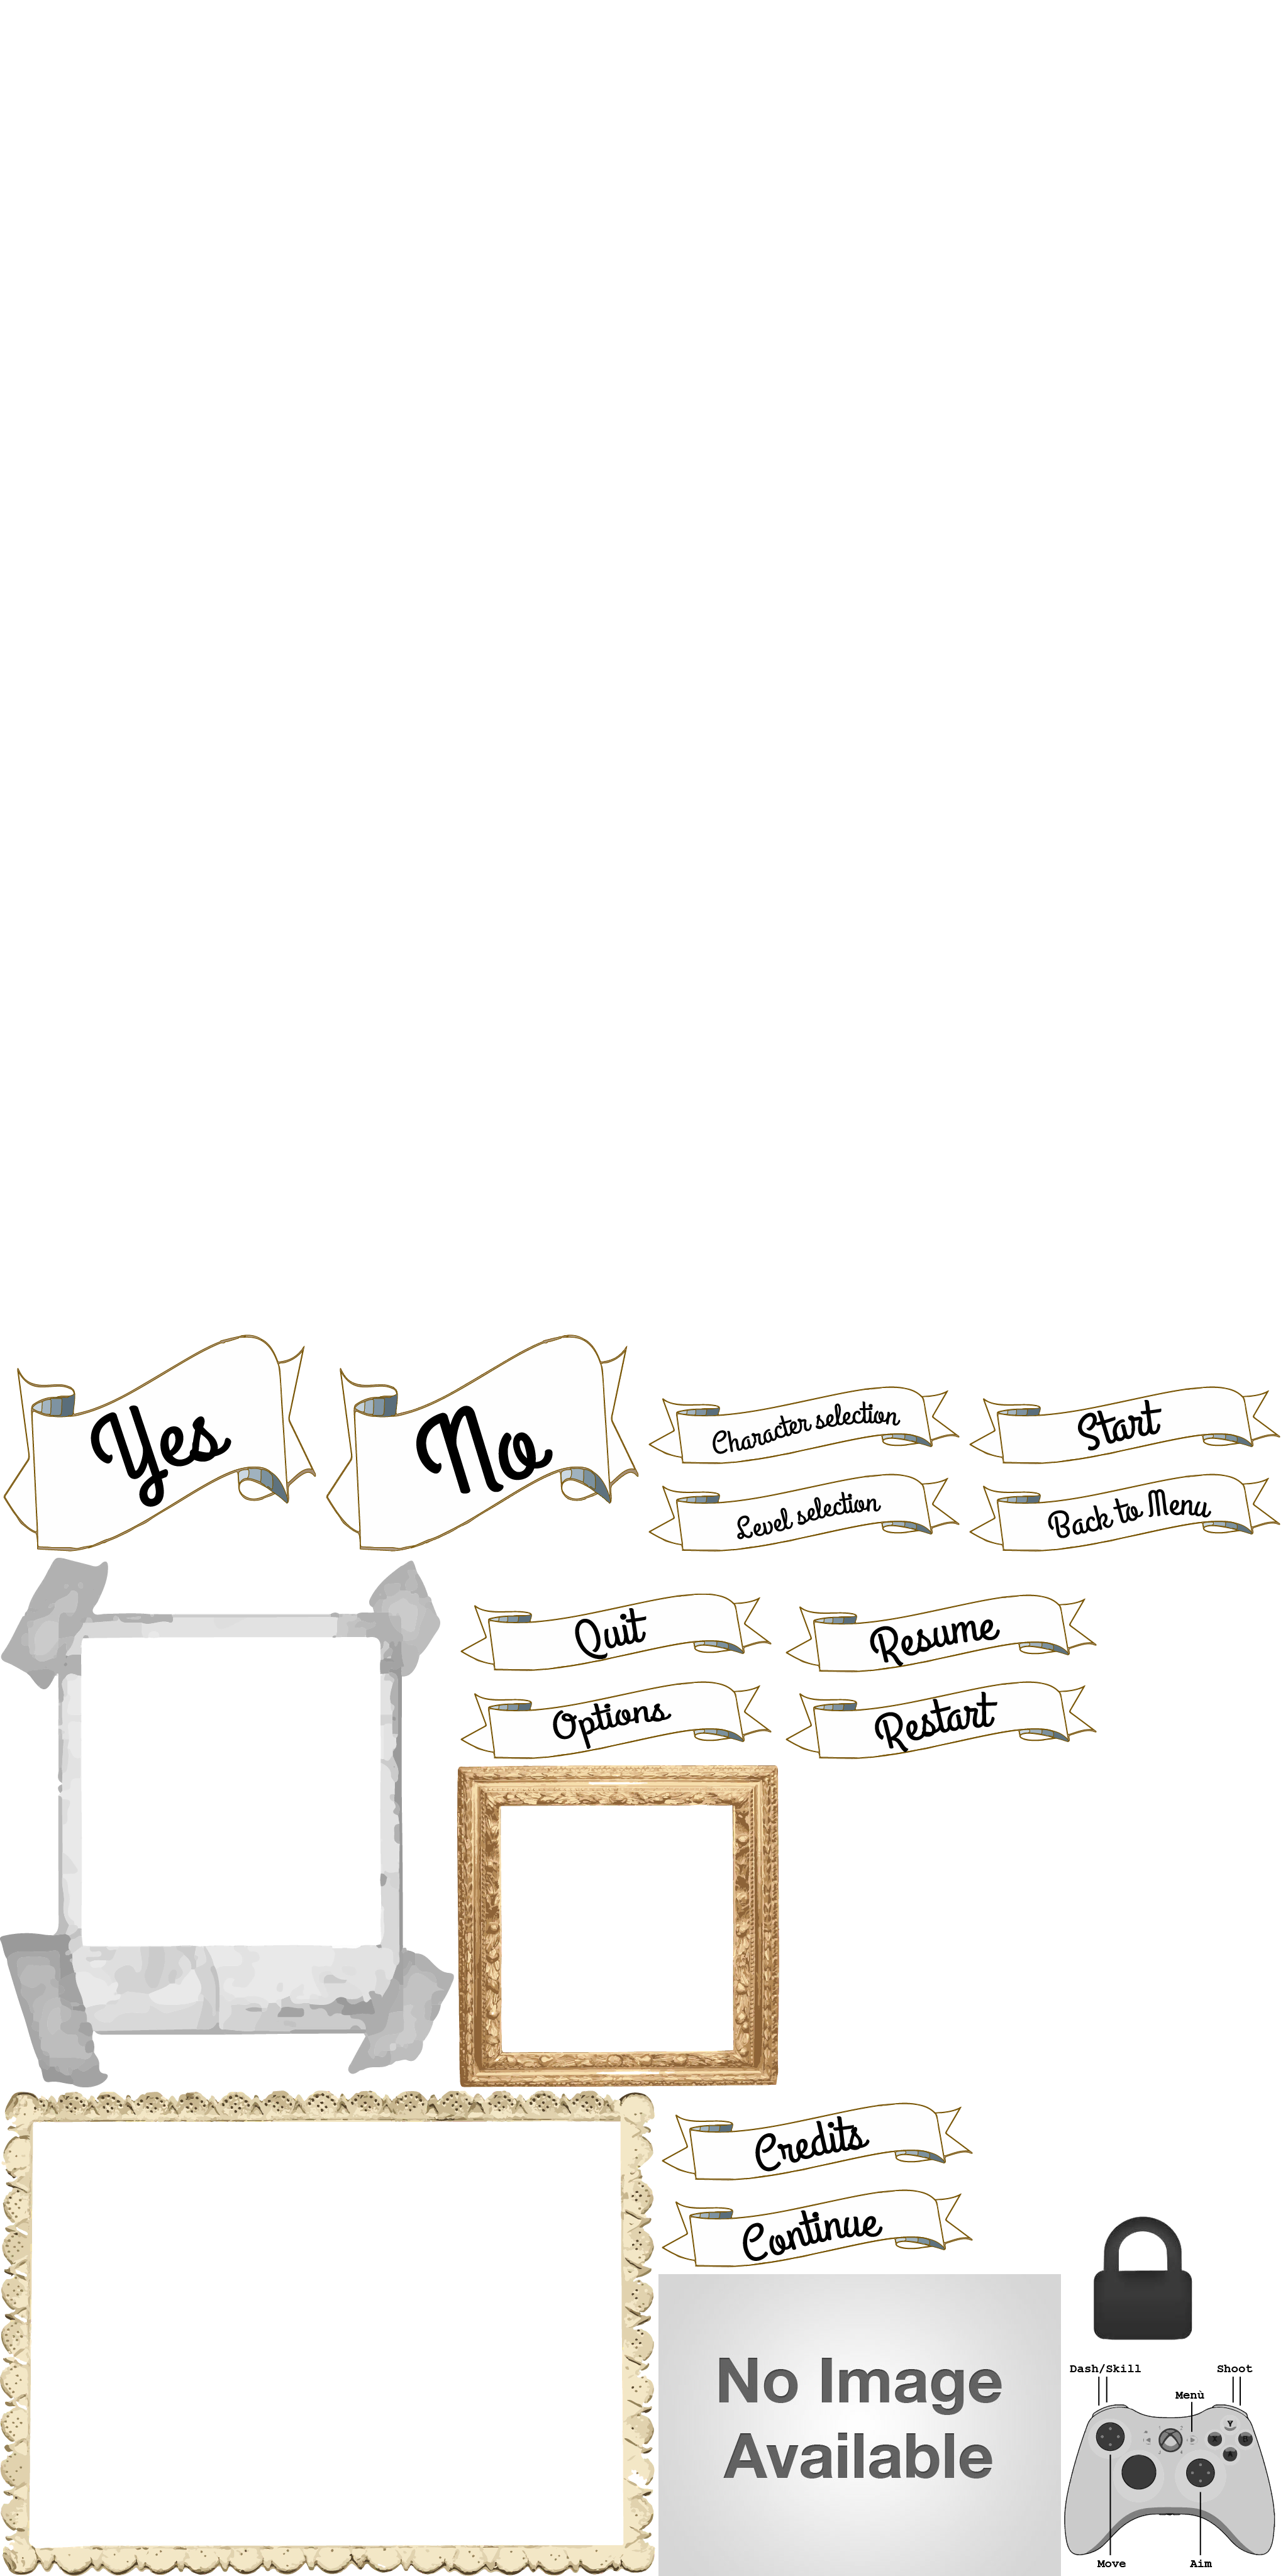 Yes
No
Character selection
Start
Level selection
Back to Menu
Quit
Resume
Options
Restart
Credits
Continue
No Image
Available
Dash/Skill
Shoot
Menù
Y
X
B
A
Move
Aim